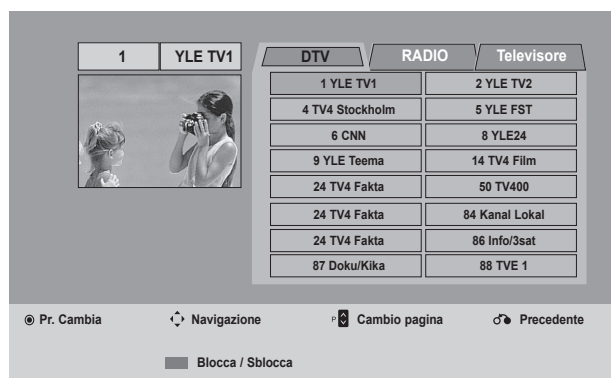 1 YLE TV1
DTV RADIO Televisore
1 YLE TV1 2 YLE TV2
4 TV4 Stockholm 5 YLE FST
6 CNN 8 YLE24
9 YLE Teema 14 TV4 Film
24 TV4 Fakta 50 TV400
24 TV4 Fakta 84 Kanal Lokal
24 TV4 Fakta 86 Info/3sat
87 Doku/Kika 88 TVE 1
Pr. Cambia Navigazione P Cambio pagina Precedente
Blocca / Sblocca